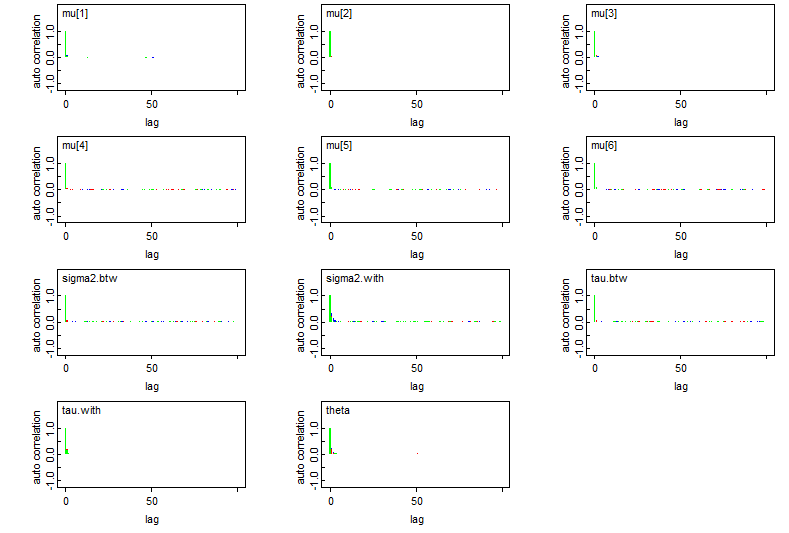 mu[1]
auto correlation
-1.0 0.0 1.0
0 50
lag
mu[2]
auto correlation
-1.0 0.0 1.0
0 50
lag
mu[3]
auto correlation
-1.0 0.0 1.0
0 50
lag
mu[4]
auto correlation
-1.0 0.0 1.0
0 50
lag
mu[5]
auto correlation
-1.0 0.0 1.0
0 50
lag
mu[6]
auto correlation
-1.0 0.0 1.0
0 50
lag
sigma2.btw
auto correlation
-1.0 0.0 1.0
0 50
lag
sigma2.with
auto correlation
-1.0 0.0 1.0
0 50
lag
tau.btw
auto correlation
-1.0 0.0 1.0
0 50
lag
tau.with
auto correlation
-1.0 0.0 1.0
0 50
lag
theta
auto correlation
-1.0 0.0 1.0
0 50
lag